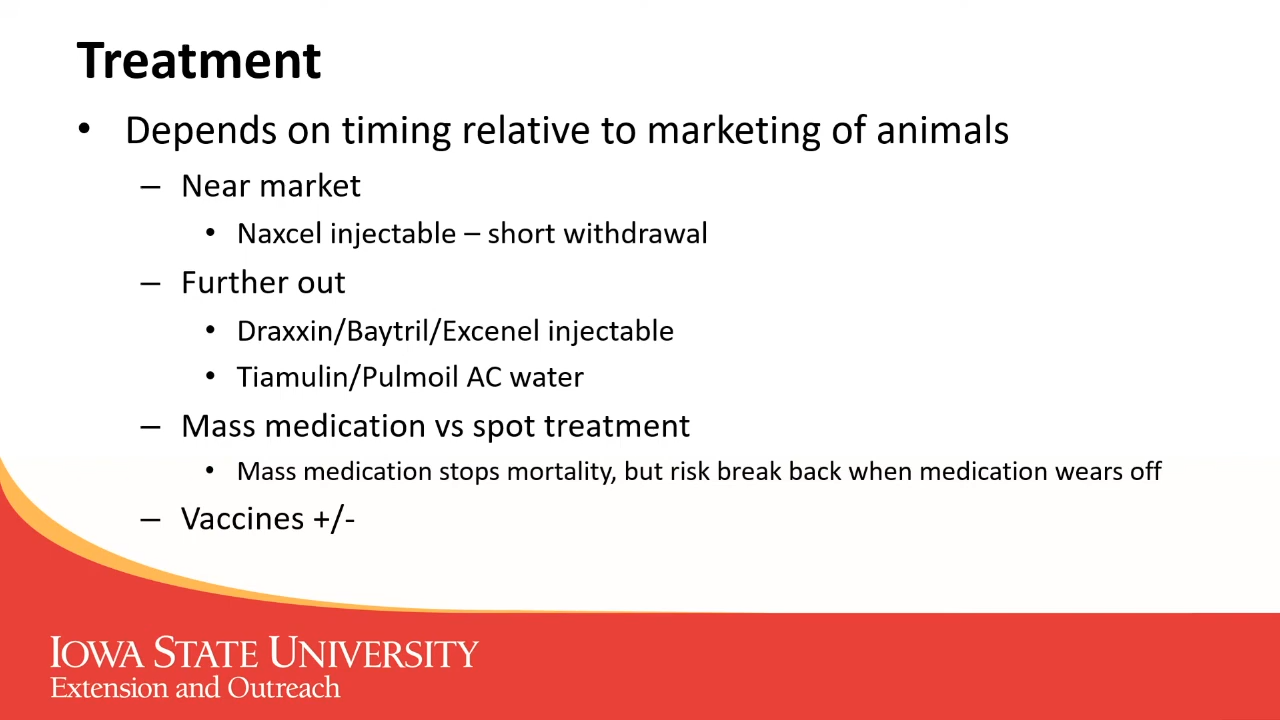 Treatment
• Depends on timing relative to marketing of animals
– Near market
• Naxcel injectable – short withdrawal
– Further out
• Draxxin/Baytril/Excenel injectable
• Tiamulin/Pulmoil AC water
– Mass medication vs spot treatment
• Mass medication stops mortality, but risk break back when medication wears off
– Vaccines +/-
IOWA STATE UNIVERSITY
Extension and Outreach